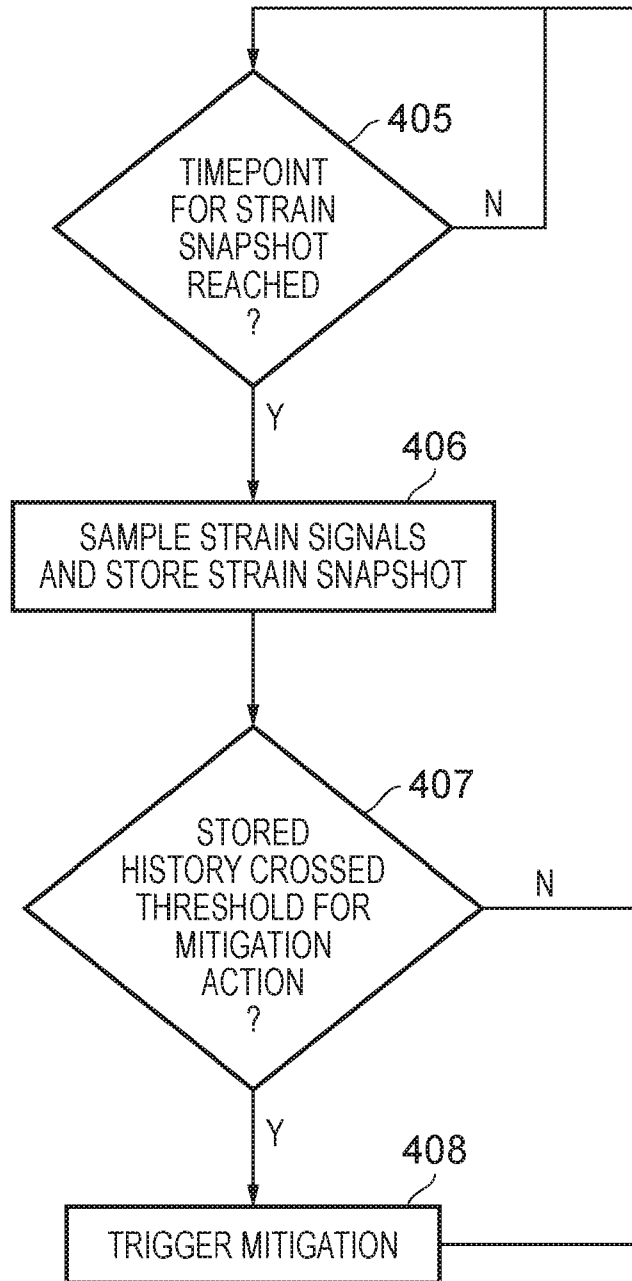 405
TIMEPOINT
FOR STRAIN
SNAPSHOT
REACHED
?
N
Y
406
SAMPLE STRAIN SIGNALS
AND STORE STRAIN SNAPSHOT
407
STORED
HISTORY CROSSED
THRESHOLD FOR
MITIGATION
ACTION
?
N
Y
408
TRIGGER MITIGATION